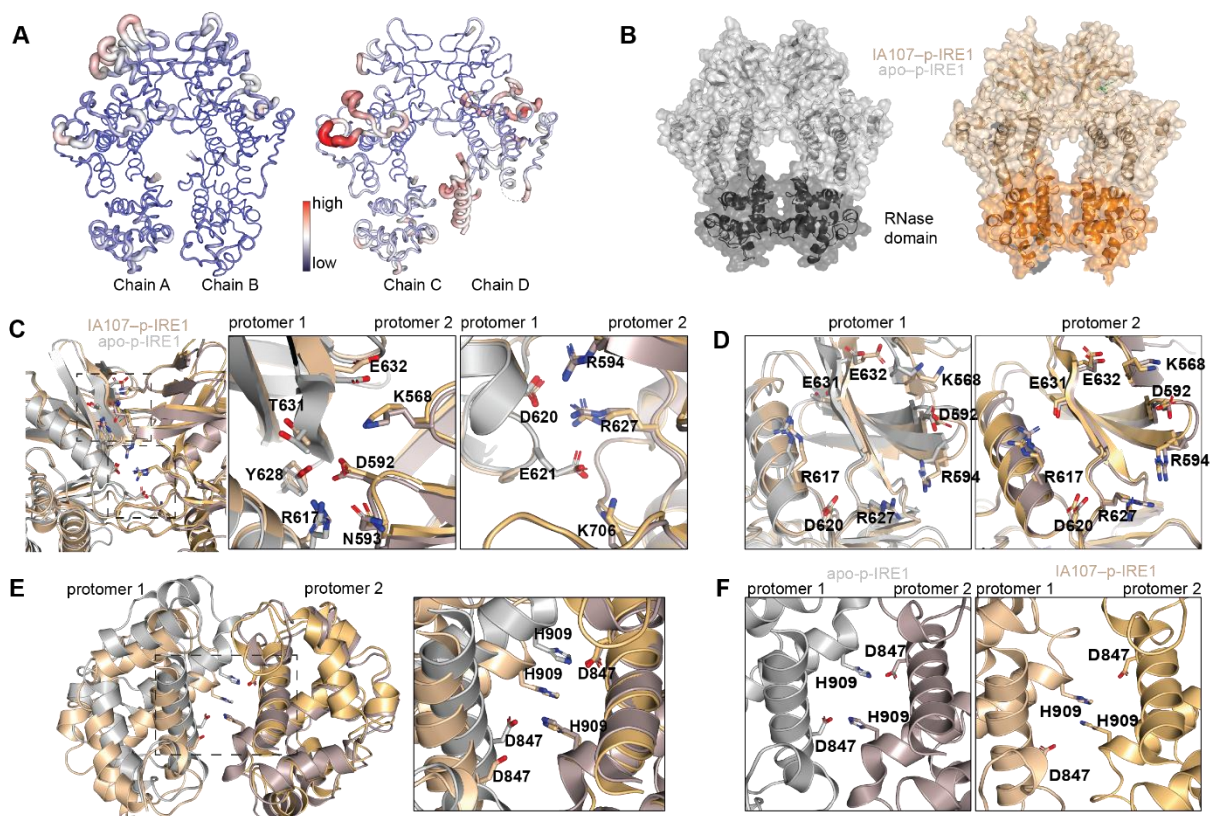 A
high
low
Chain A
Chain B
Chain C
Chain D
B
IA107–p-IRE1
apo–p-IRE1
RNase
domain
C
IA107–p-IRE1
apo-p-IRE1
protomer 1
protomer 2
E632
T631
K568
Y628
D592
R617
N593
protomer 1
protomer 2
R594
D620
R627
E621
K706
D
protomer 1
E632
E631
K568
D592
R617
R594
D620
R627
protomer 2
K568
E631
E632
D592
R594
R617
D620
R627
E
protomer 1
protomer 2
H909
H909
D847
H909
D847
D847
F
apo-p-IRE1
protomer 1
protomer 2
D847
H909
H909
D847
IA107–p-IRE1
protomer 1
protomer 2
D847
H909
H909
D847